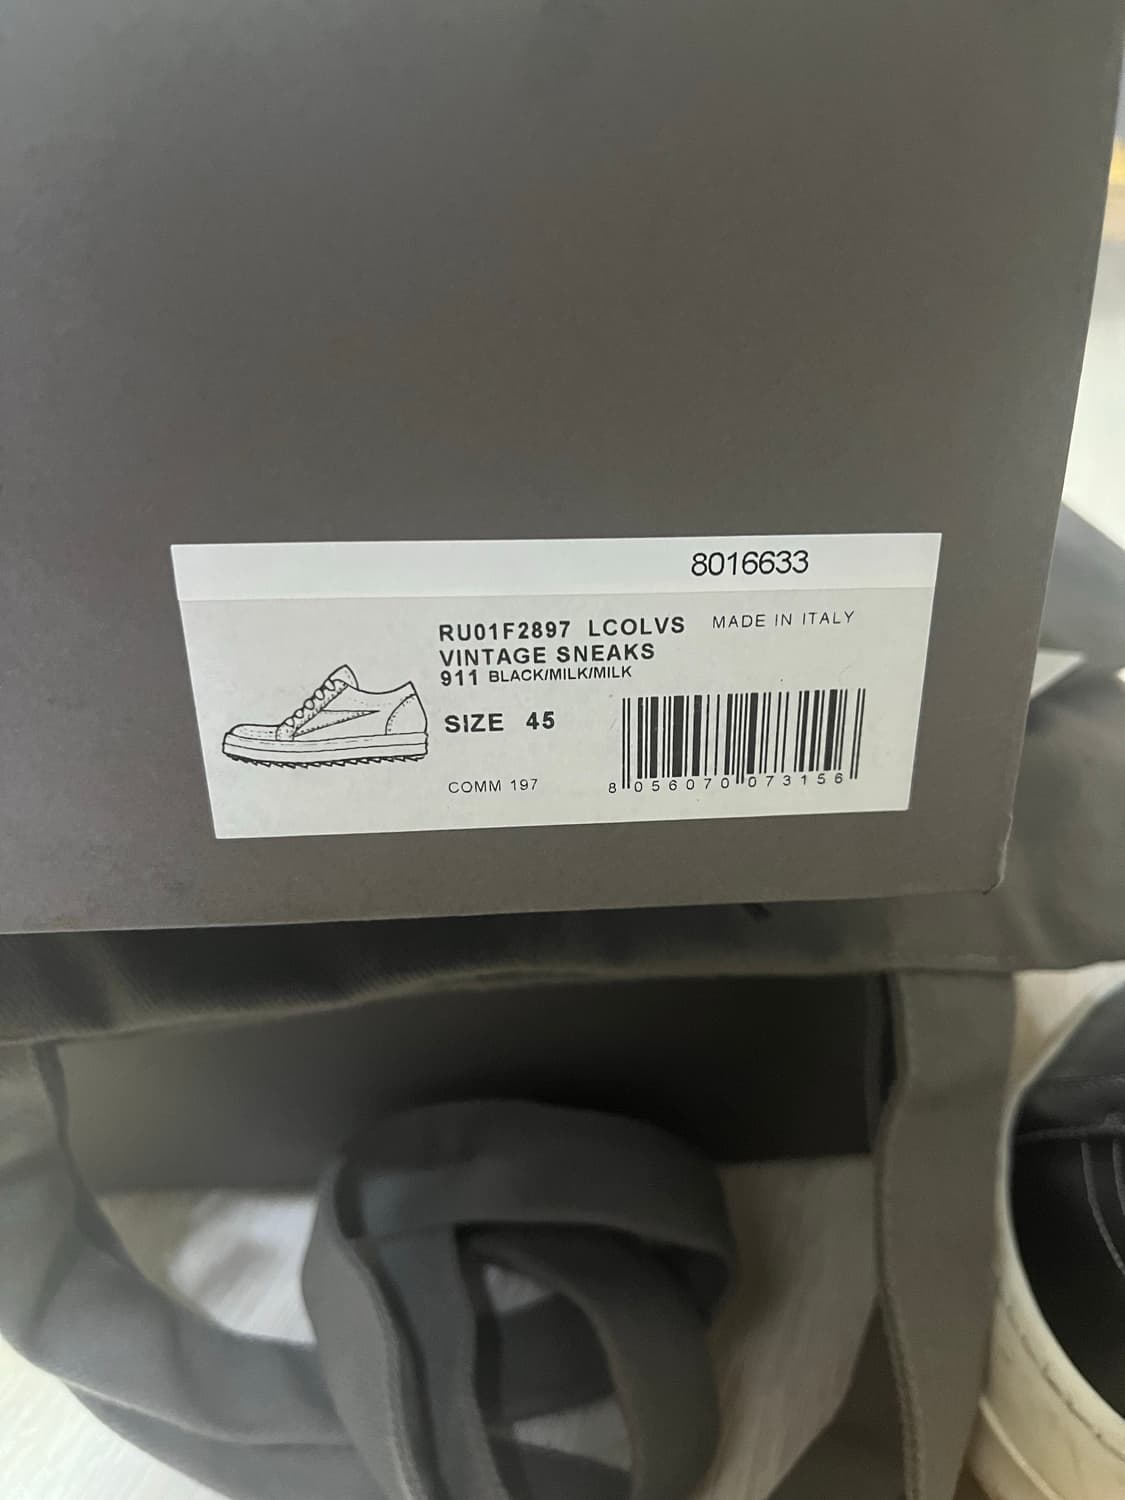 8016633
RU01F2897 LCOLVS MADE IN ITALY
VINTAGE SNEAKS
911 BLACK/MILK/MILK
SIZE 45
COMM 197
8 056070 073156